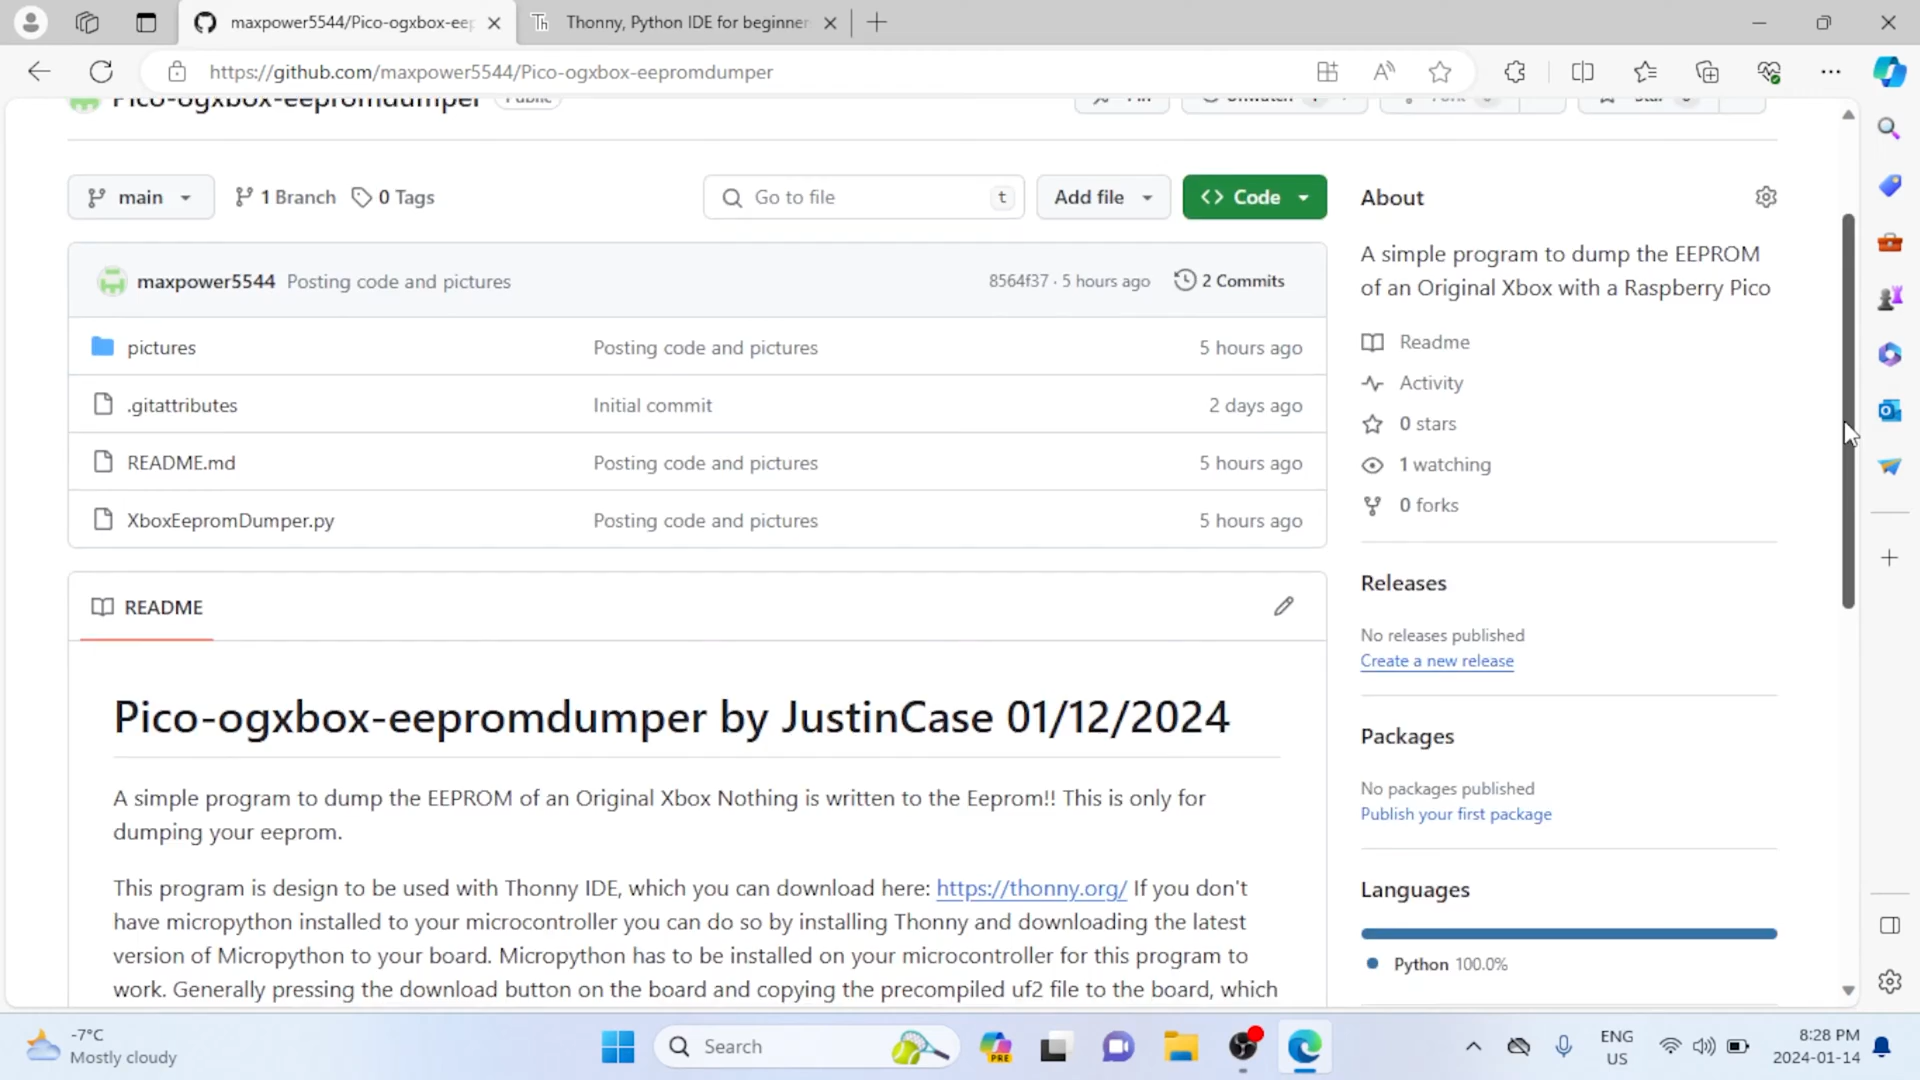 maxpower5544/Pico-ogxbox-eep
Thonny, Python IDE for beginner
https://github.com/maxpower5544/Pico-ogxbox-eepromdumper
Pico-ogxbox-eepromdumper Public
Pin
Unwatch
Fork
Star
main
1 Branch
0 Tags
Go to file
t
Add file
Code
maxpower5544 Posting code and pictures
8564f37 · 5 hours ago
2 Commits
pictures
Posting code and pictures
5 hours ago
.gitattributes
Initial commit
2 days ago
README.md
Posting code and pictures
5 hours ago
XboxEepromDumper.py
Posting code and pictures
5 hours ago
README
Pico-ogxbox-eepromdumper by JustinCase 01/12/2024
A simple program to dump the EEPROM of an Original Xbox Nothing is written to the Eeprom!! This is only for
dumping your eeprom.
This program is design to be used with Thonny IDE, which you can download here: https://thonny.org/ If you don't
have micropython installed to your microcontroller you can do so by installing Thonny and downloading the latest
version of Micropython to your board. Micropython has to be installed on your microcontroller for this program to
work. Generally pressing the download button on the board and copying the precompiled uf2 file to the board, which
About
A simple program to dump the EEPROM
of an Original Xbox with a Raspberry Pico
Readme
Activity
0 stars
1 watching
0 forks
Releases
No releases published
Create a new release
Packages
No packages published
Publish your first package
Languages
Python 100.0%
-7°C
Mostly cloudy
Search
PRE
ENG
US
8:28 PM
2024-01-14